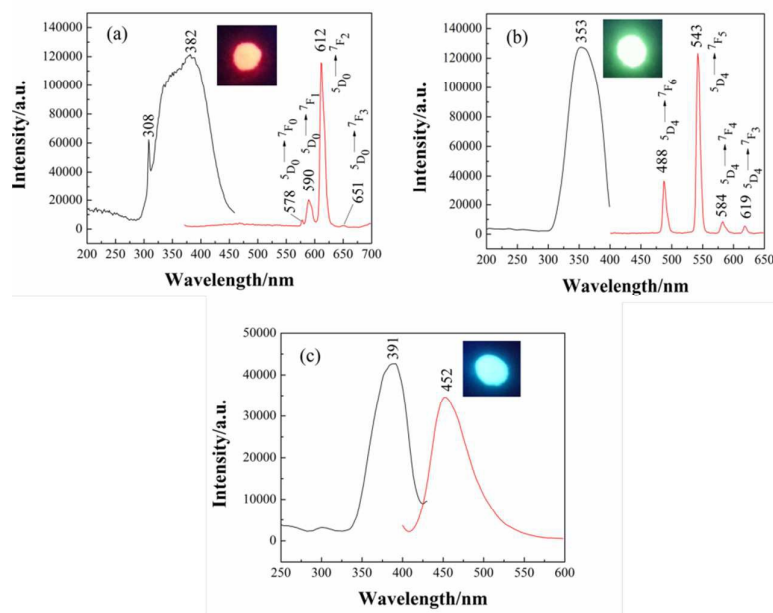 (a)
Intensity/a.u.
140000
120000
100000
80000
60000
40000
20000
0
308
382
578
⁵D₀ → ⁷F₀
590
⁵D₀ → ⁷F₁
612
⁵D₀ → ⁷F₂
651
⁵D₀ → ⁷F₃
200 250 300 350 400 450 500 550 600 650 700
Wavelength/nm
(b)
Intensity/a.u.
140000
120000
100000
80000
60000
40000
20000
0
353
488
⁵D₄ → ⁷F₆
543
⁵D₄ → ⁷F₅
584
⁵D₄ → ⁷F₄
619
⁵D₄ → ⁷F₃
200 250 300 350 400 450 500 550 600 650
Wavelength/nm
(c)
Intensity/a.u.
50000
40000
30000
20000
10000
0
391
452
250 300 350 400 450 500 550 600
Wavelength/nm